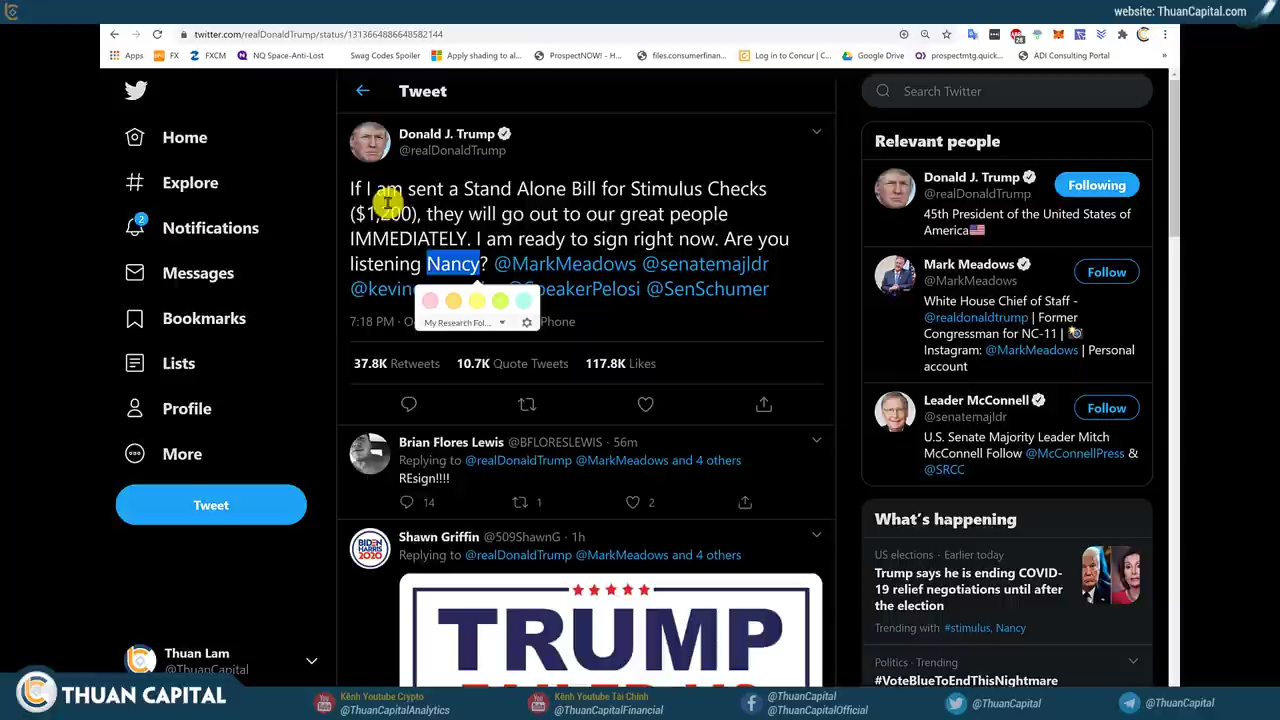 website: ThuanCapital.com
twitter.com/realDonaldTrump/status/1313664886648582144
Apps
FX
FXCM
NQ Space-Anti-Lost
Swag Codes Spoiler
Apply shading to al...
ProspectNOW! - H...
files.consumerfinan...
Log in to Concur | C...
Google Drive
prospectmtg.quick...
ADI Consulting Portal
»
Home
Explore
2
Notifications
Messages
Bookmarks
Lists
Profile
More
Tweet
Thuan Lam
@ThuanCapital
Tweet
Donald J. Trump
@realDonaldTrump
If I am sent a Stand Alone Bill for Stimulus Checks
($1,200), they will go out to our great people
IMMEDIATELY. I am ready to sign right now. Are you
listening Nancy? @MarkMeadows @senatemajldr
@kevin @SpeakerPelosi @SenSchumer
My Research Fol...
7:18 PM · O Phone
37.8K Retweets 10.7K Quote Tweets 117.8K Likes
Brian Flores Lewis @BFLORESLEWIS · 56m
Replying to @realDonaldTrump @MarkMeadows and 4 others
REsign!!!!
14 1 2
Shawn Griffin @509ShawnG · 1h
Replying to @realDonaldTrump @MarkMeadows and 4 others
BIDEN
HARRIS
2020
TRUMP
Search Twitter
Relevant people
Donald J. Trump
@realDonaldTrump
Following
45th President of the United States of
America
Mark Meadows
@MarkMeadows
Follow
White House Chief of Staff -
@realdonaldtrump | Former
Congressman for NC-11 |
Instagram: @MarkMeadows | Personal
account
Leader McConnell
@senatemajldr
Follow
U.S. Senate Majority Leader Mitch
McConnell Follow @McConnellPress &
@SRCC
What's happening
US elections · Earlier today
Trump says he is ending COVID-
19 relief negotiations until after
the election
Trending with #stimulus, Nancy
Politics · Trending
#VoteBlueToEndThisNightmare
THUAN CAPITAL
Kênh Youtube Crypto
@ThuanCapitalAnalytics
Kênh Youtube Tài Chính
@ThuanCapitalFinancial
@ThuanCapital
@ThuanCapitalOfficial
@ThuanCapital
@ThuanCapital